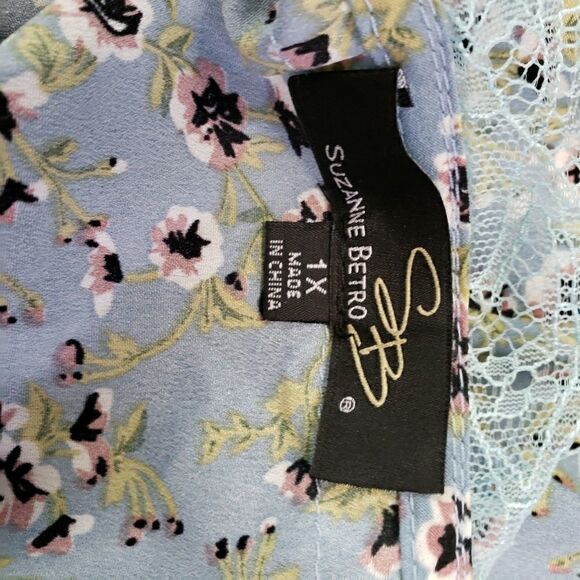 SUZANNE BETRO
SB
®
1X
MADE
IN CHINA